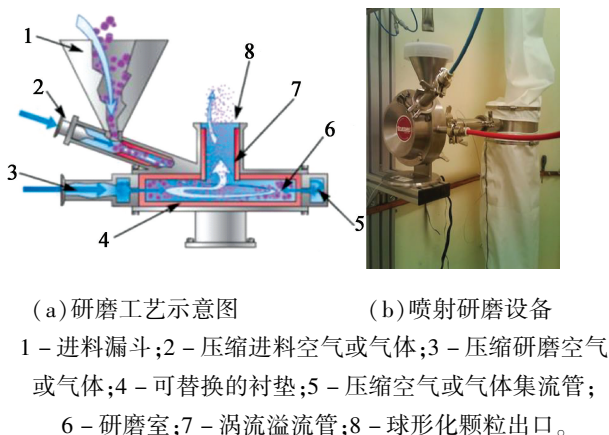 1
2
3
4
5
6
7
8
(a)研磨工艺示意图
(b)喷射研磨设备
1－进料漏斗;2－压缩进料空气或气体;3－压缩研磨空气
或气体;4－可替换的衬垫;5－压缩空气或气体集流管;
6－研磨室;7－涡流溢流管;8－球形化颗粒出口。